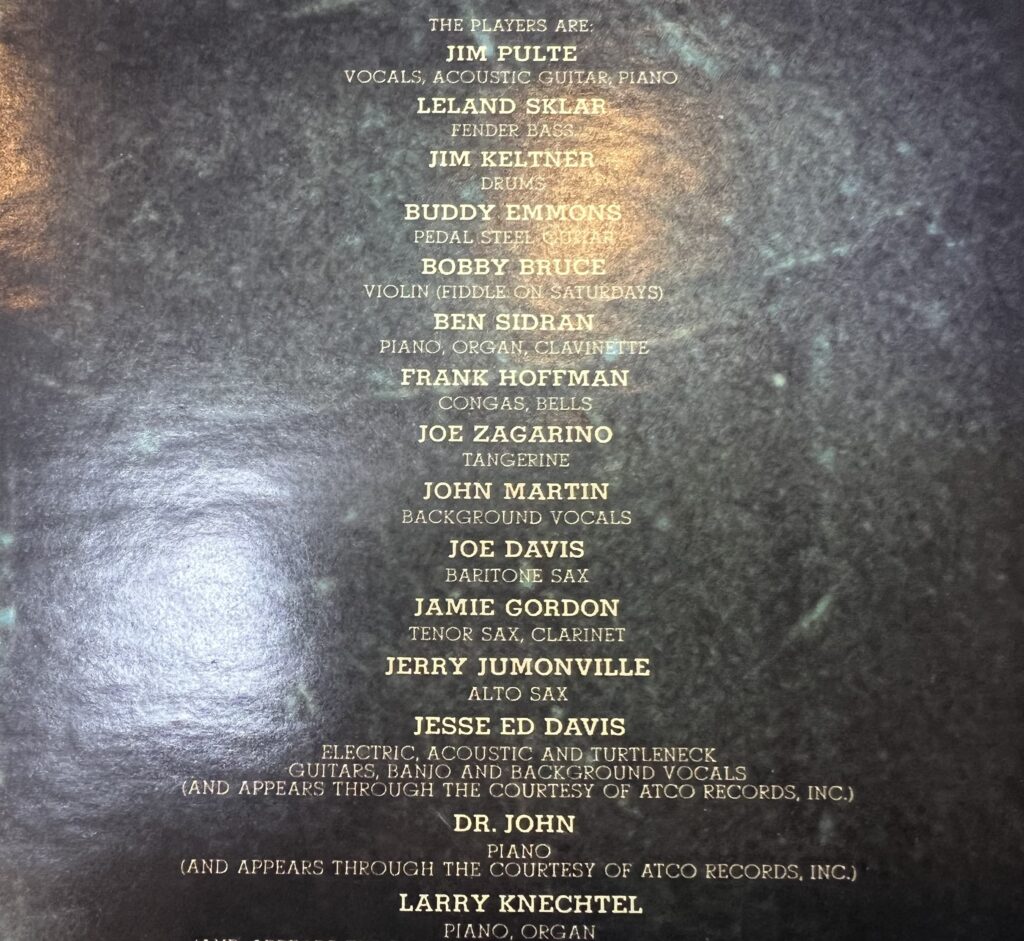 THE PLAYERS ARE:
JIM PULTE
VOCALS, ACOUSTIC GUITAR, PIANO
LELAND SKLAR
FENDER BASS
JIM KELTNER
DRUMS
BUDDY EMMONS
PEDAL STEEL GUITAR
BOBBY BRUCE
VIOLIN (FIDDLE ON SATURDAYS)
BEN SIDRAN
PIANO, ORGAN, CLAVINETTE
FRANK HOFFMAN
CONGAS, BELLS
JOE ZAGARINO
TANGERINE
JOHN MARTIN
BACKGROUND VOCALS
JOE DAVIS
BARITONE SAX
JAMIE GORDON
TENOR SAX, CLARINET
JERRY JUMONVILLE
ALTO SAX
JESSE ED DAVIS
ELECTRIC, ACOUSTIC AND TURTLENECK
GUITARS, BANJO AND BACKGROUND VOCALS
(AND APPEARS THROUGH THE COURTESY OF ATCO RECORDS, INC.)
DR. JOHN
PIANO
(AND APPEARS THROUGH THE COURTESY OF ATCO RECORDS, INC.)
LARRY KNECHTEL
PIANO, ORGAN